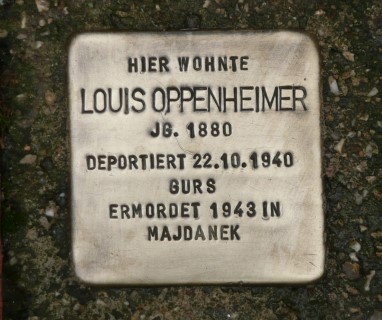 HIER WOHNTE
LOUIS OPPENHEIMER
JG. 1880
DEPORTIERT 22.10.1940
GURS
ERMORDET 1943 IN
MAJDANEK